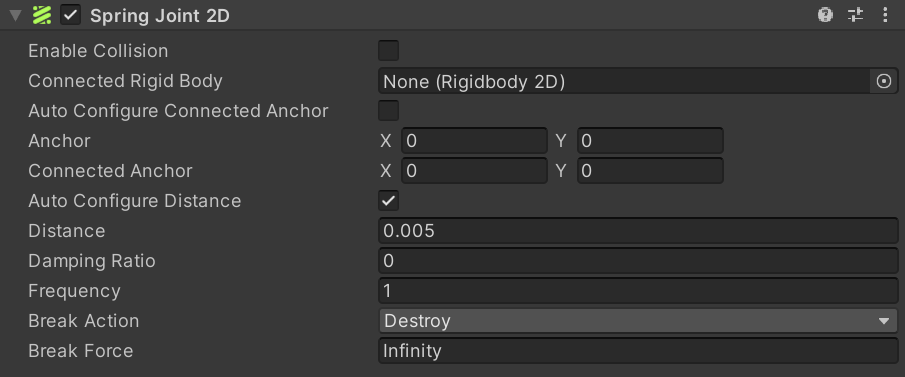 Spring Joint 2D
Enable Collision
Connected Rigid Body None (Rigidbody 2D)
Auto Configure Connected Anchor
Anchor X 0 Y 0
Connected Anchor X 0 Y 0
Auto Configure Distance
Distance 0.005
Damping Ratio 0
Frequency 1
Break Action Destroy
Break Force Infinity